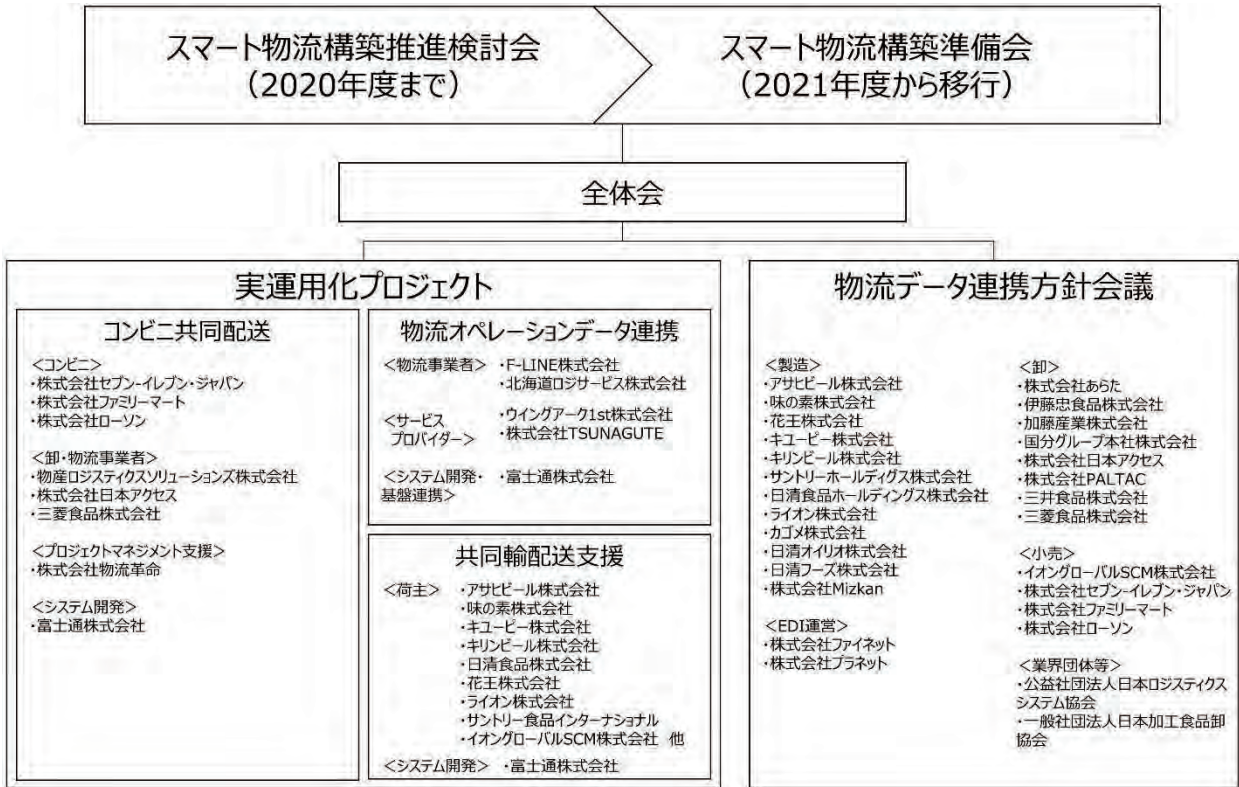 スマート物流構築推進検討会
（2020年度まで）
スマート物流構築準備会
（2021年度から移行）
全体会
実運用化プロジェクト
コンビニ共同配送
<コンビニ>
・株式会社セブン-イレブン・ジャパン
・株式会社ファミリーマート
・株式会社ローソン
<卸・物流事業者>
・物産ロジスティクスソリューションズ株式会社
・株式会社日本アクセス
・三菱食品株式会社
<プロジェクトマネジメント支援>
・株式会社物流革命
<システム開発>
・富士通株式会社
物流オペレーションデータ連携
<物流事業者> ・F-LINE株式会社
・北海道ロジサービス株式会社
<サービス
プロバイダー>
・ウイングアーク1st株式会社
・株式会社TSUNAGUTE
<システム開発・
基盤連携>
・富士通株式会社
共同輸配送支援
<荷主> ・アサヒビール株式会社
・味の素株式会社
・キユーピー株式会社
・キリンビール株式会社
・日清食品株式会社
・花王株式会社
・ライオン株式会社
・サントリー食品インターナショナル
・イオングローバルSCM株式会社 他
<システム開発> ・富士通株式会社
物流データ連携方針会議
<製造>
・アサヒビール株式会社
・味の素株式会社
・花王株式会社
・キユーピー株式会社
・キリンビール株式会社
・サントリーホールディグス株式会社
・日清食品ホールディングス株式会社
・ライオン株式会社
・カゴメ株式会社
・日清オイリオ株式会社
・日清フーズ株式会社
・株式会社Mizkan
<EDI運営>
・株式会社ファイネット
・株式会社プラネット
<卸>
・株式会社あらた
・伊藤忠食品株式会社
・加藤産業株式会社
・国分グループ本社株式会社
・株式会社日本アクセス
・株式会社PALTAC
・三井食品株式会社
・三菱食品株式会社
<小売>
・イオングローバルSCM株式会社
・株式会社セブン-イレブン・ジャパン
・株式会社ファミリーマート
・株式会社ローソン
<業界団体等>
・公益社団法人日本ロジスティクス
システム協会
・一般社団法人日本加工食品卸
協会